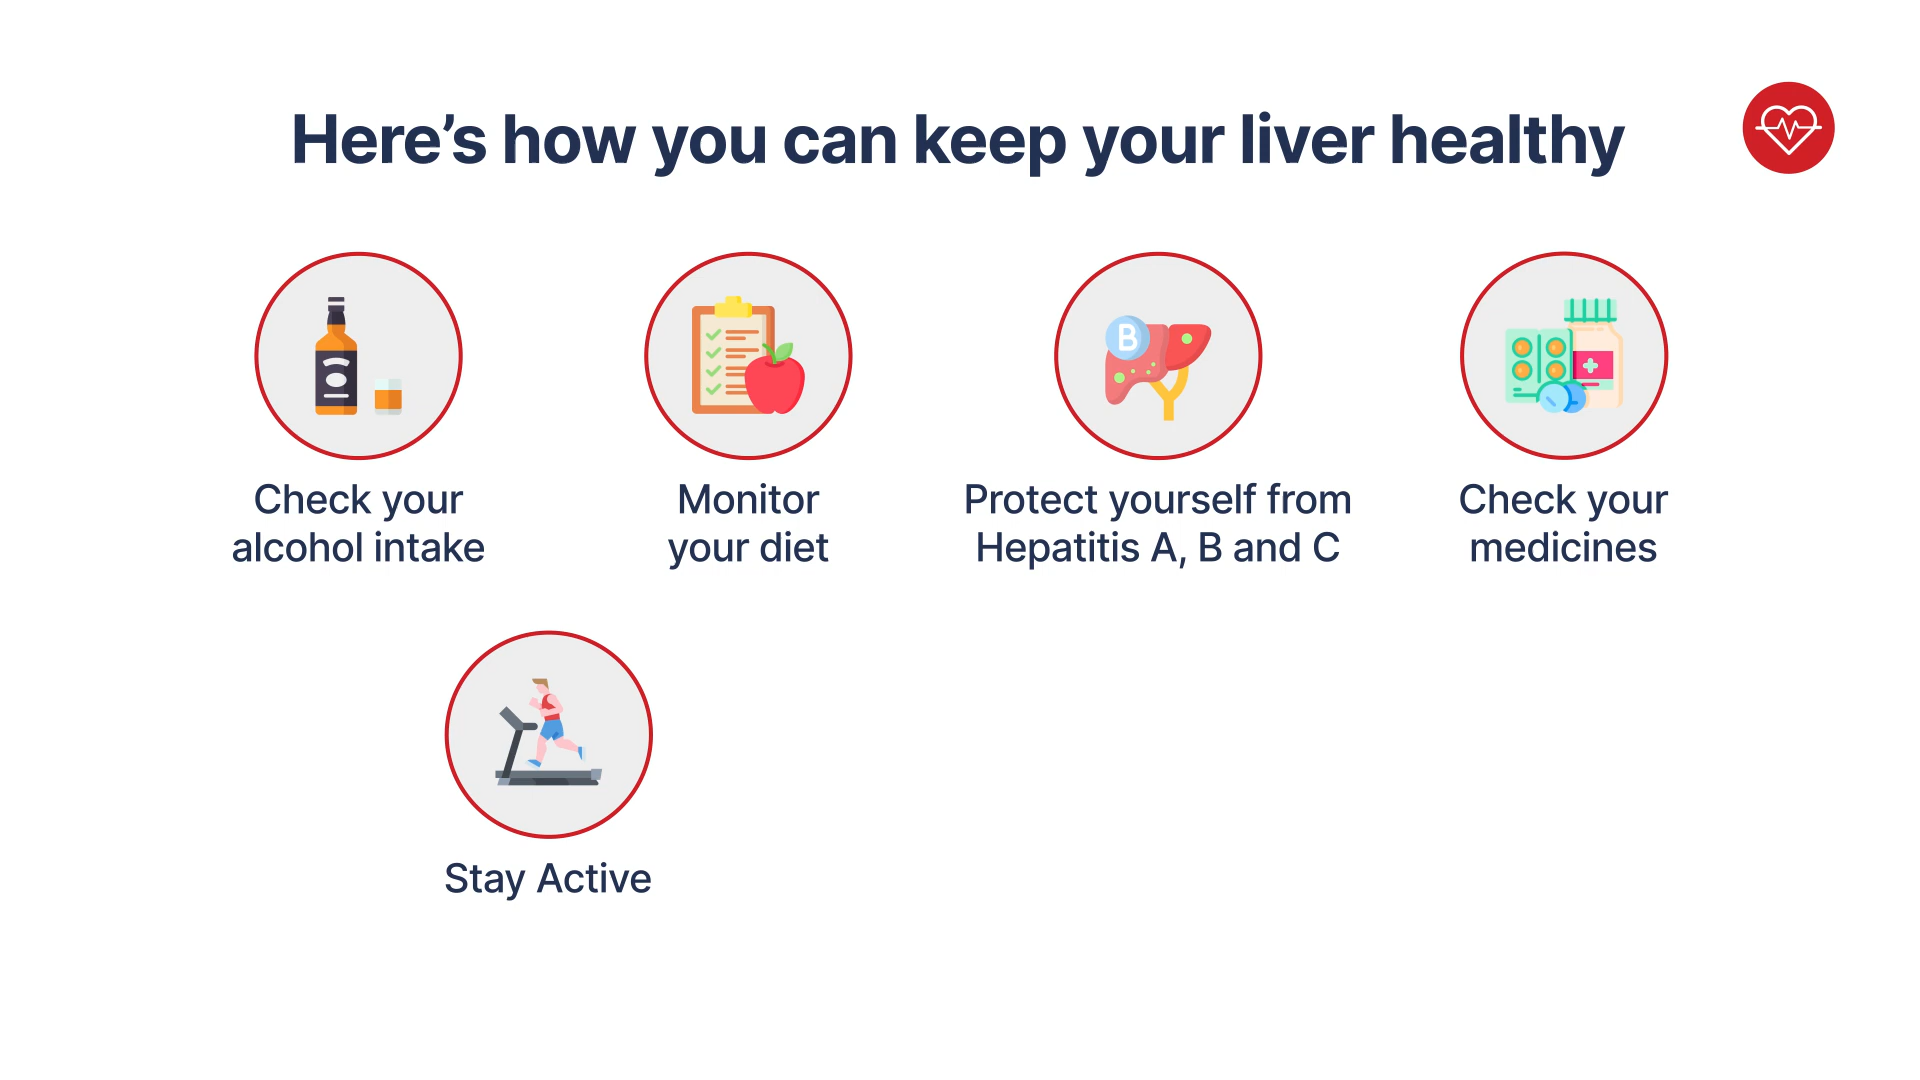 Here’s how you can keep your liver healthy
Check your
alcohol intake
Monitor
your diet
B
Protect yourself from
Hepatitis A, B and C
Check your
medicines
Stay Active